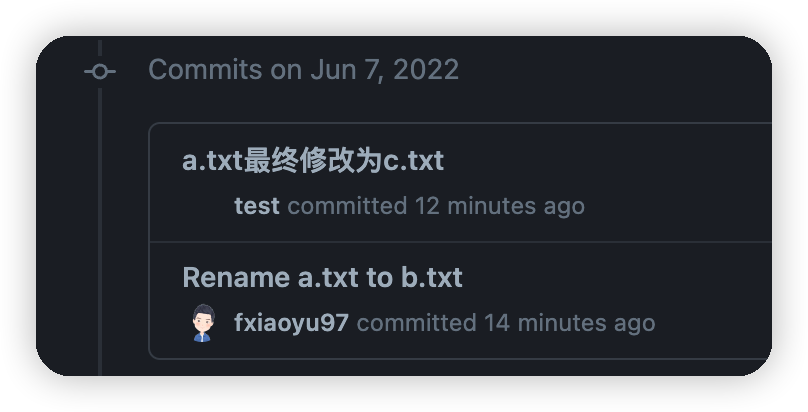 Commits on Jun 7, 2022
a.txt最终修改为c.txt
test committed 12 minutes ago
Rename a.txt to b.txt
fxiaoyu97 committed 14 minutes ago